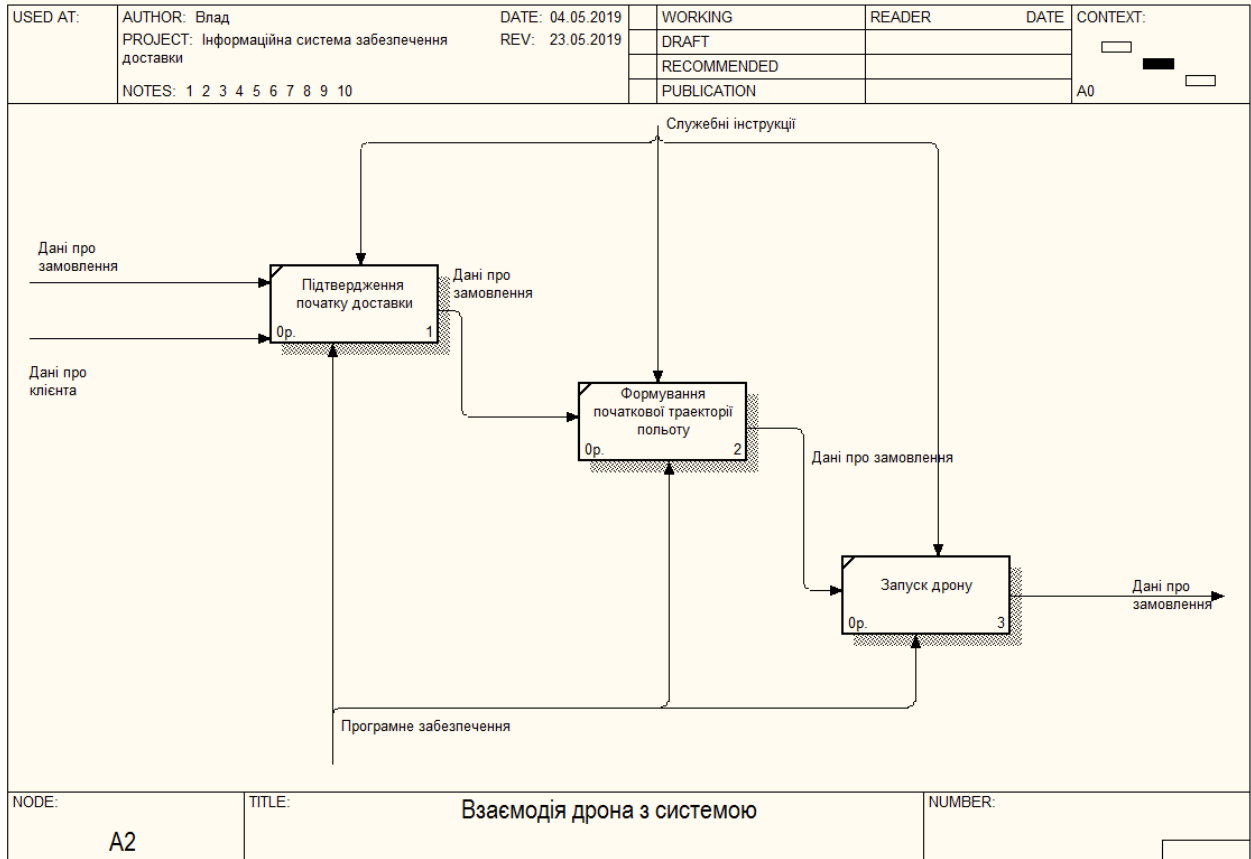 USED AT:
AUTHOR: Влад
DATE: 04.05.2019
PROJECT: Інформаційна система забезпечення
доставки
REV: 23.05.2019
NOTES: 1 2 3 4 5 6 7 8 9 10
WORKING
DRAFT
RECOMMENDED
PUBLICATION
READER
DATE
CONTEXT:
A0
Службові інструкції
Дані про
замовлення
Дані про
клієнта
Підтвердження
початку доставки
0р.
1
Дані про
замовлення
Формування
початкової траекторії
польоту
0р.
2
Дані про замовлення
Запуск дрону
0р.
3
Дані про
замовлення
Програмне забезпечення
NODE:
A2
TITLE:
Взаємодія дрона з системою
NUMBER: